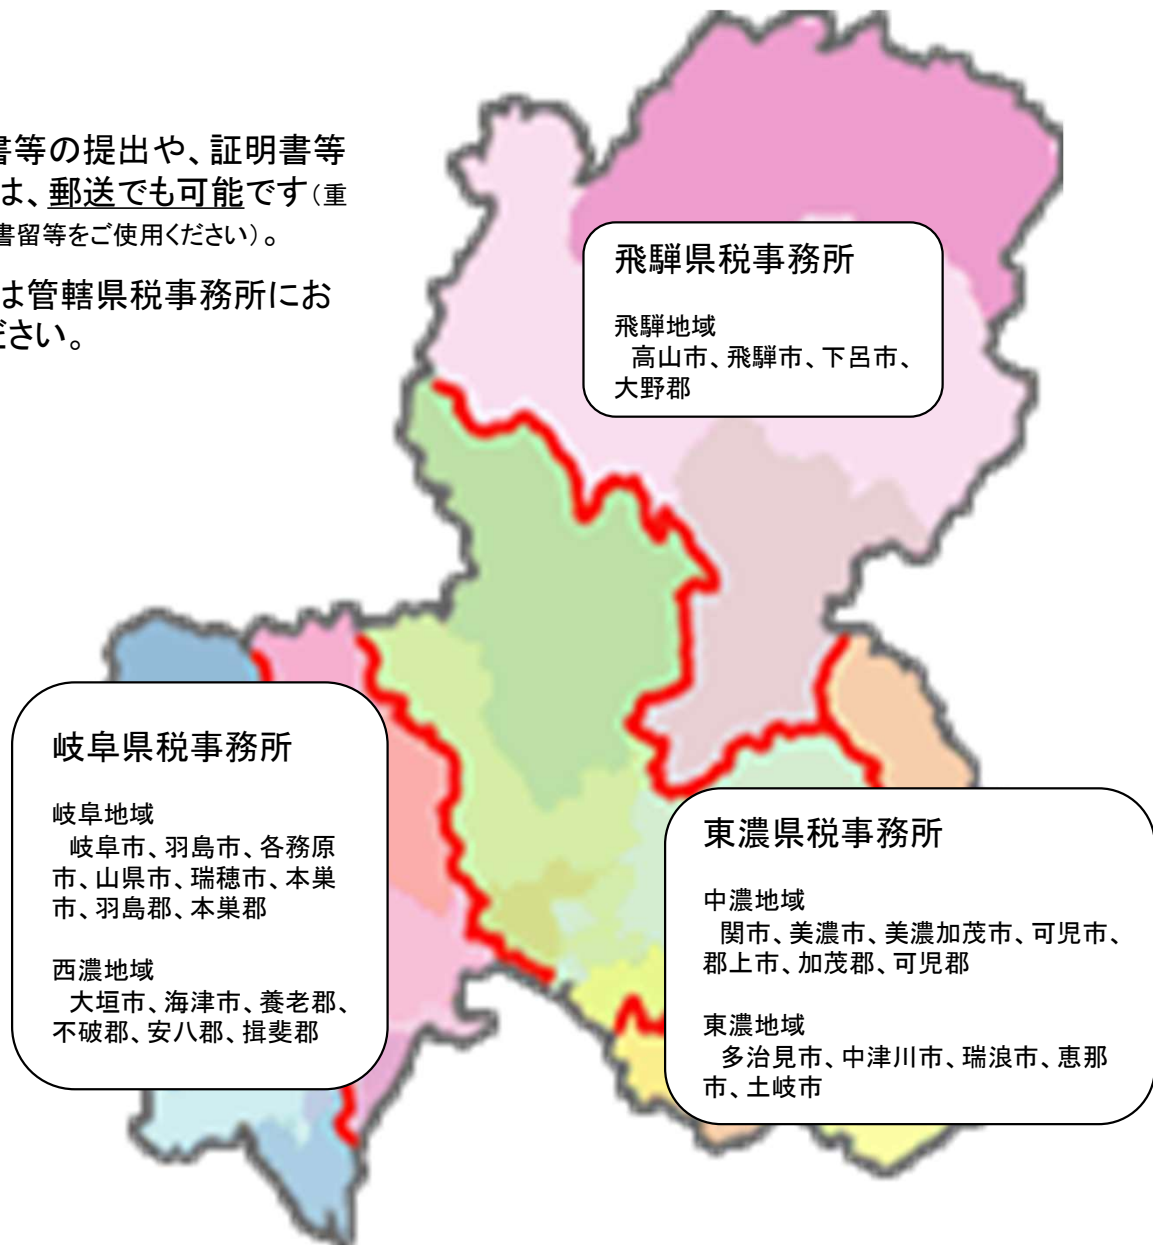 書等の提出や、証明書等
は、郵送でも可能です（重
書留等をご使用ください）。
は管轄県税事務所にお
ださい。
飛騨県税事務所
飛騨地域
高山市、飛騨市、下呂市、
大野郡
岐阜県税事務所
岐阜地域
岐阜市、羽島市、各務原
市、山県市、瑞穂市、本巣
市、羽島郡、本巣郡
西濃地域
大垣市、海津市、養老郡、
不破郡、安八郡、揖斐郡
東濃県税事務所
中濃地域
関市、美濃市、美濃加茂市、可児市、
郡上市、加茂郡、可児郡
東濃地域
多治見市、中津川市、瑞浪市、恵那
市、土岐市